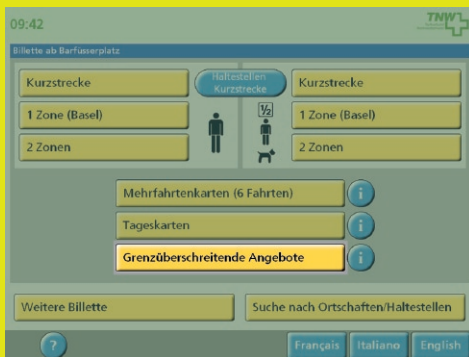 09:42
TNW
Billette ab Barfüsserplatz
Kurzstrecke
Haltestellen
Kurzstrecke
Kurzstrecke
1 Zone (Basel)
1/2
1 Zone (Basel)
2 Zonen
2 Zonen
Mehrfahrtenkarten (6 Fahrten)
i
Tageskarten
i
Grenzüberschreitende Angebote
i
Weitere Billette
Suche nach Ortschaften/Haltestellen
?
Français
Italiano
English